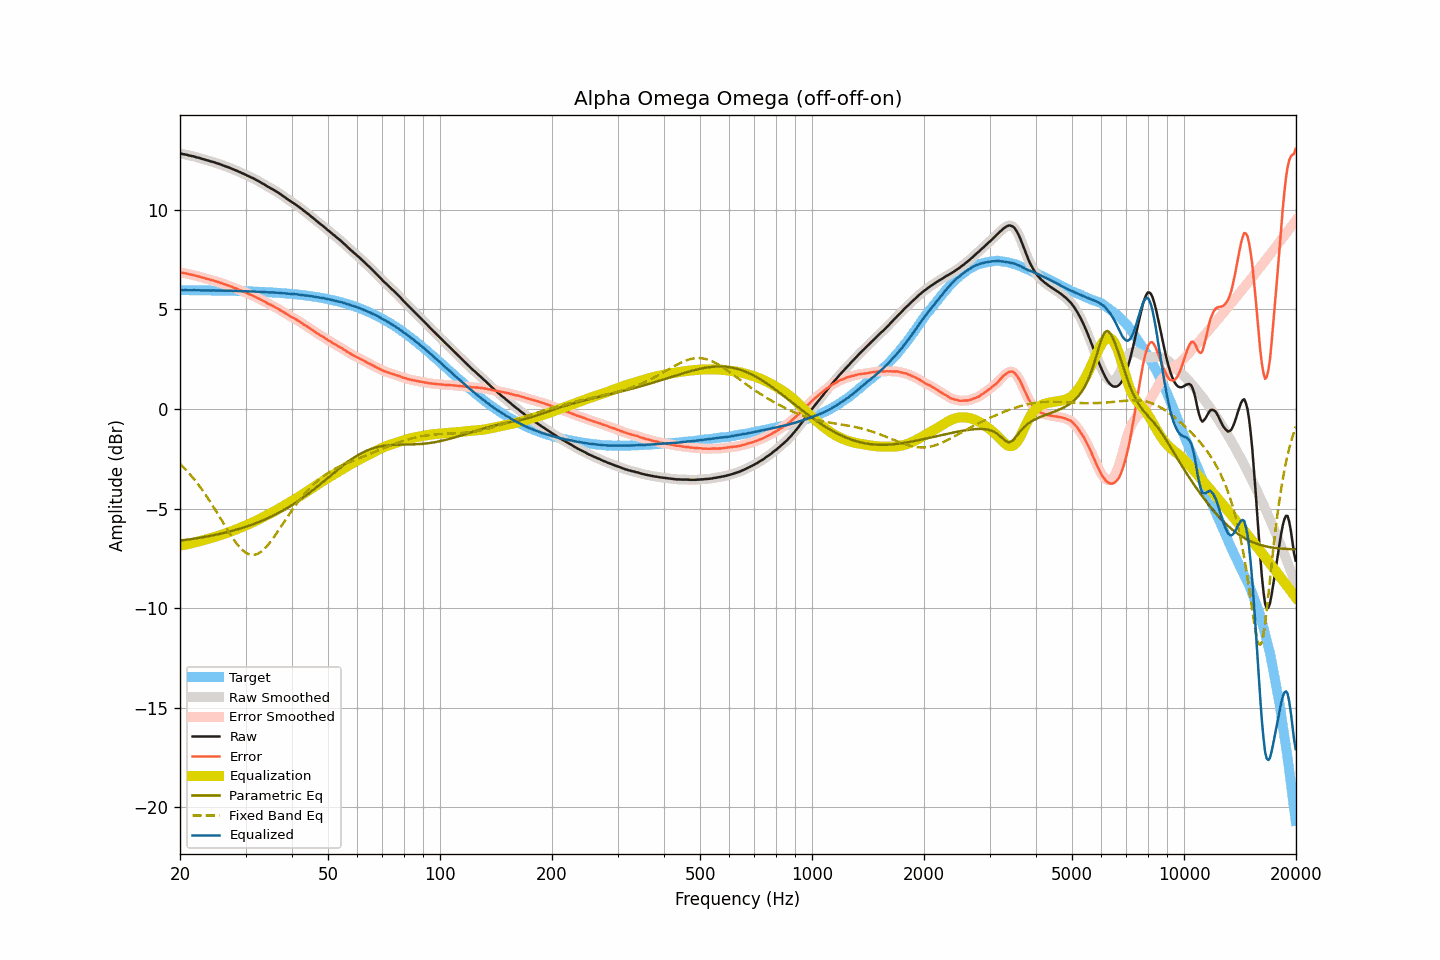 Alpha Omega Omega (off-off-on)
Amplitude (dBr)
10
5
0
−5
−10
−15
−20
Target
Raw Smoothed
Error Smoothed
Raw
Error
Equalization
Parametric Eq
Fixed Band Eq
Equalized
20 50 100 200 500 1000 2000 5000 10000 20000
Frequency (Hz)